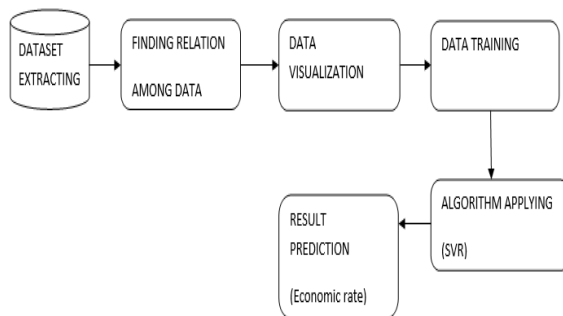 DATASET
EXTRACTING
FINDING RELATION
AMONG DATA
DATA
VISUALIZATION
DATA TRAINING
ALGORITHM APPLYING
(SVR)
RESULT
PREDICTION
(Economic rate)